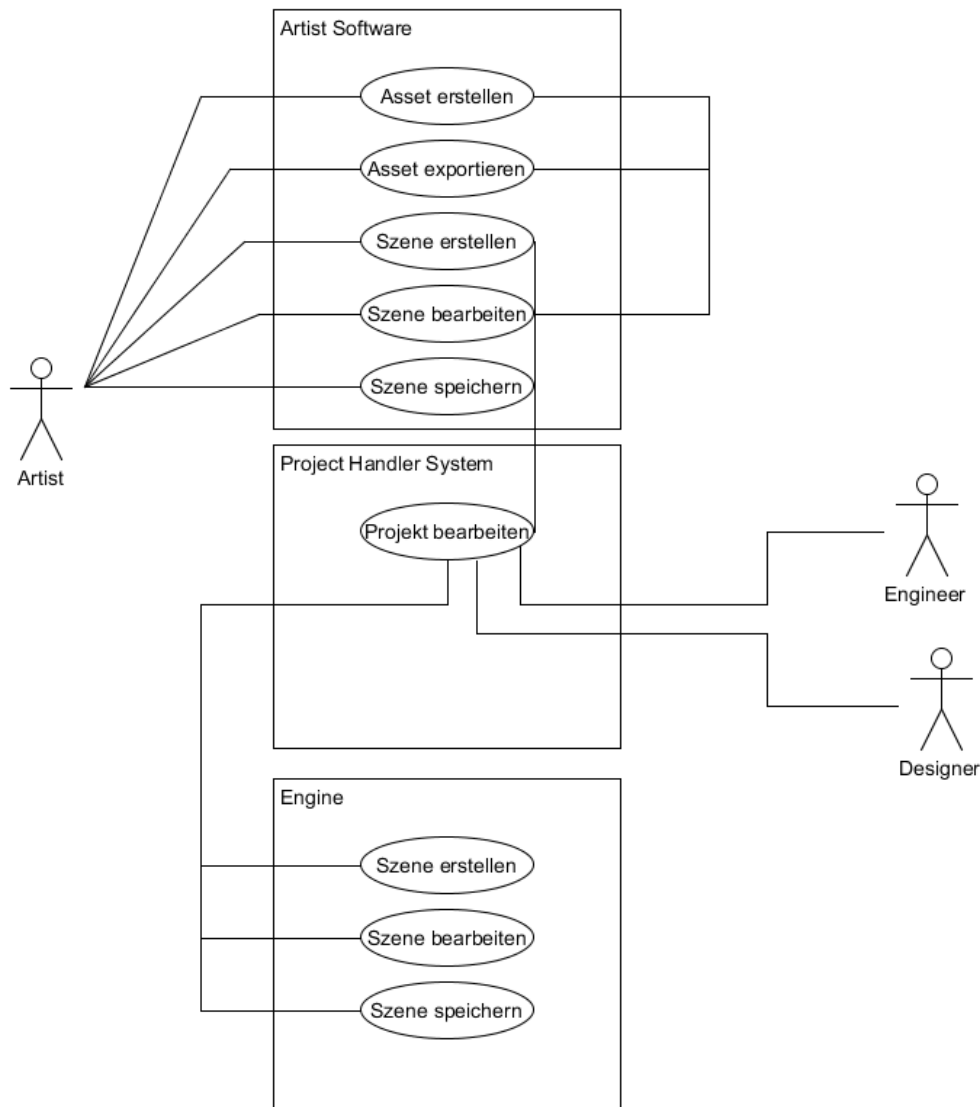 Artist Software
Asset erstellen
Asset exportieren
Szene erstellen
Szene bearbeiten
Szene speichern
Artist
Project Handler System
Projekt bearbeiten
Engineer
Designer
Engine
Szene erstellen
Szene bearbeiten
Szene speichern